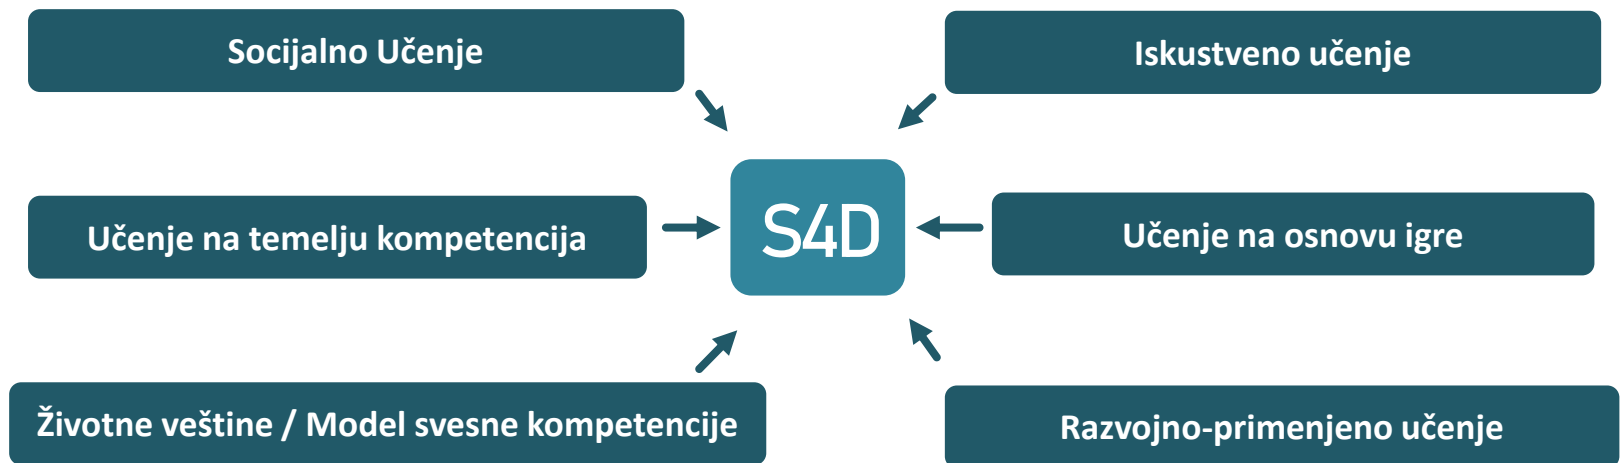 Socijalno Učenje
Iskustveno učenje
Učenje na temelju kompetencija
S4D
Učenje na osnovu igre
Životne veštine / Model svesne kompetencije
Razvojno-primenjeno učenje